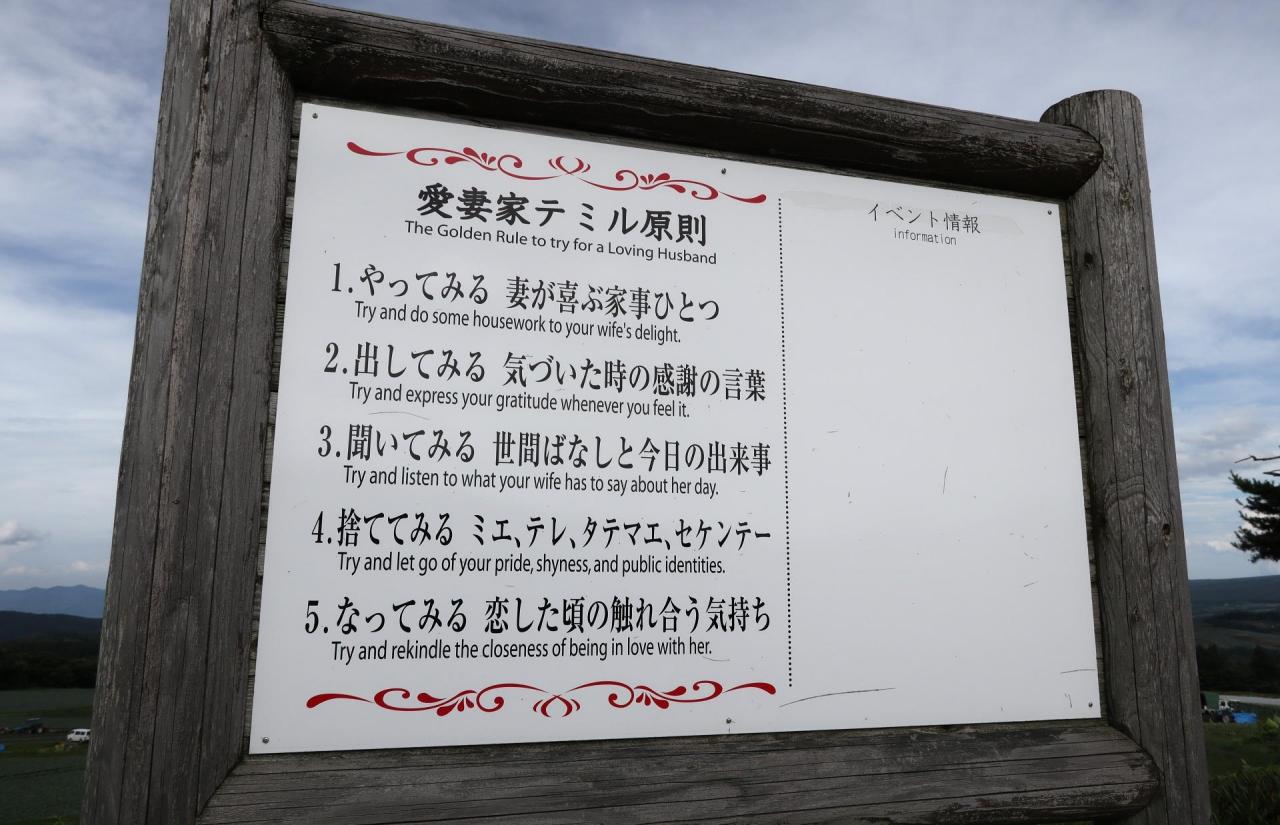 愛妻家テミル原則
The Golden Rule to try for a Loving Husband
1.やってみる 妻が喜ぶ家事ひとつ
Try and do some housework to your wife's delight.
2.出してみる 気づいた時の感謝の言葉
Try and express your gratitude whenever you feel it.
3.聞いてみる 世間ばなしと今日の出来事
Try and listen to what your wife has to say about her day.
4.捨ててみる ミエ、テレ、タテマエ、セケンテー
Try and let go of your pride, shyness, and public identities.
5.なってみる 恋した頃の触れ合う気持ち
Try and rekindle the closeness of being in love with her.
イベント情報
information